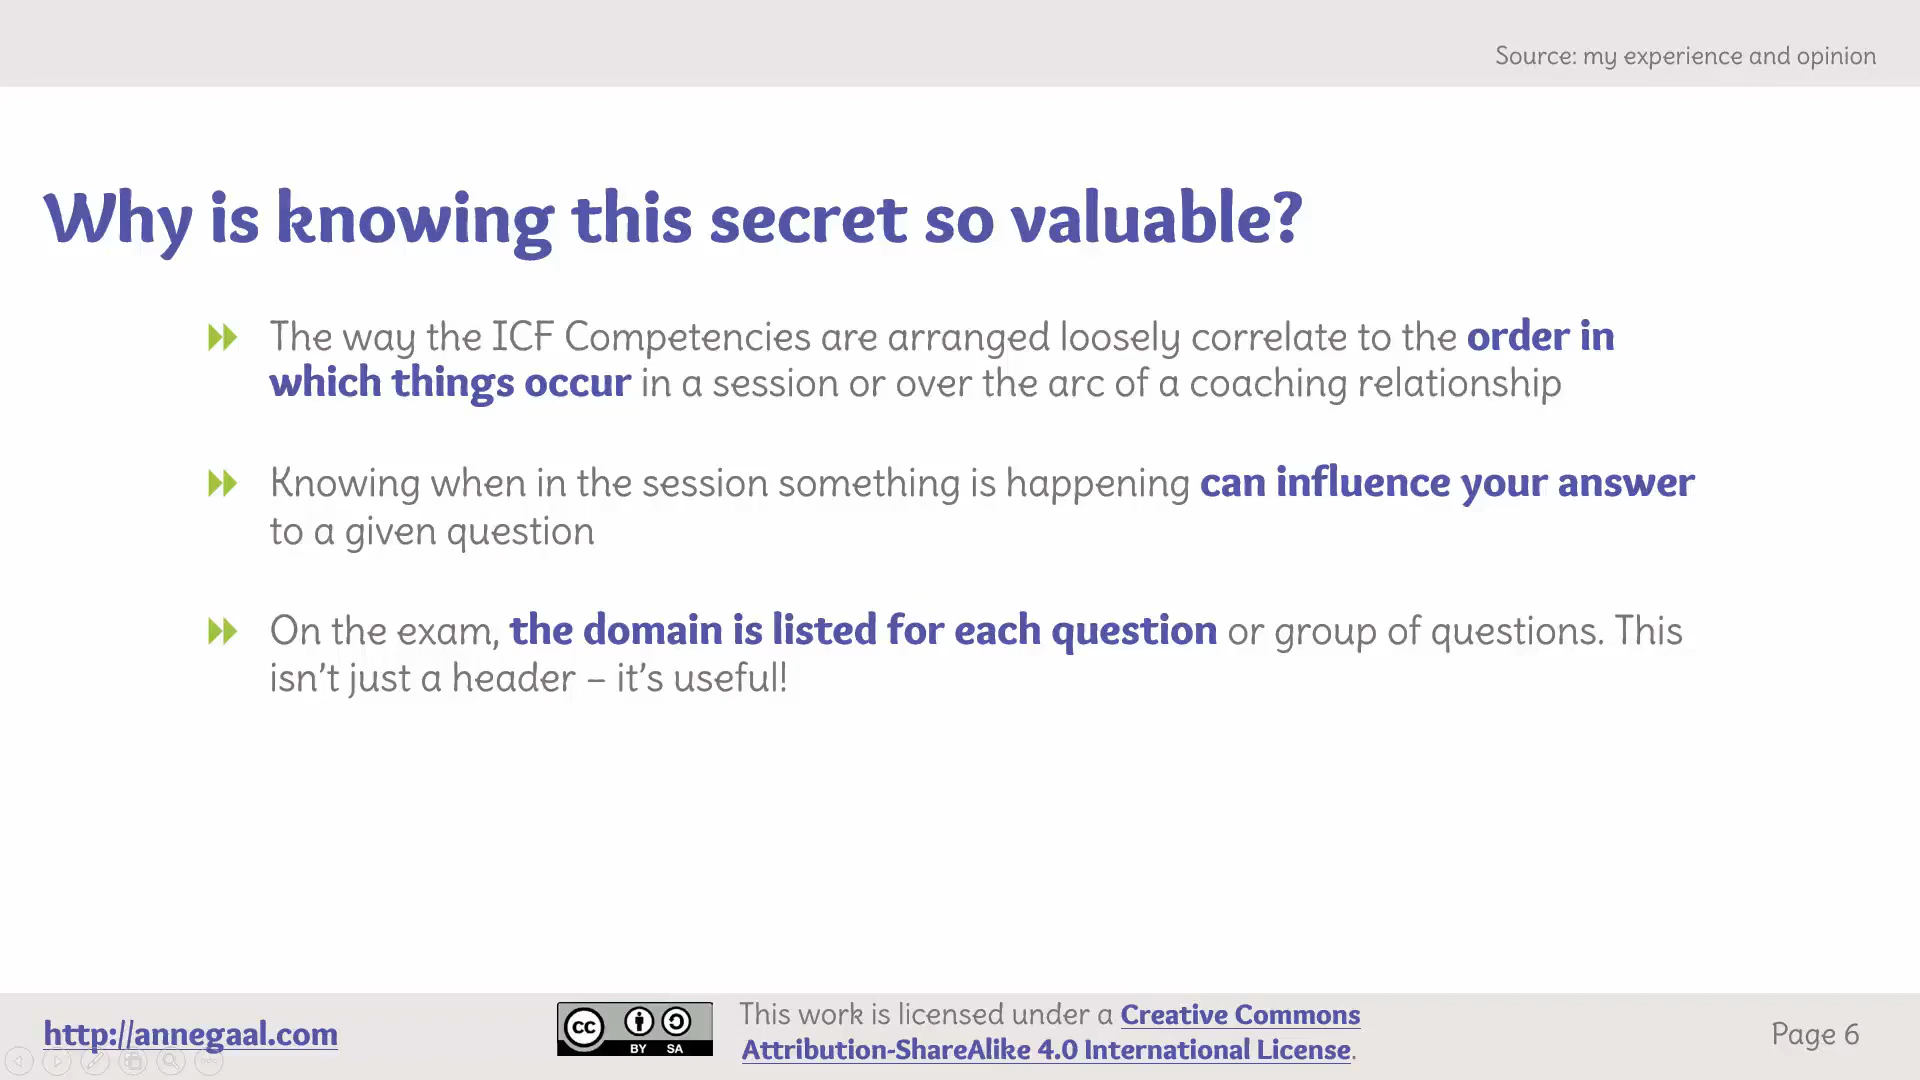 Source: my experience and opinion
Why is knowing this secret so valuable?
The way the ICF Competencies are arranged loosely correlate to the order in
which things occur in a session or over the arc of a coaching relationship
Knowing when in the session something is happening can influence your answer
to a given question
On the exam, the domain is listed for each question or group of questions. This
isn't just a header – it's useful!
http://annegaal.com
cc
BY SA
This work is licensed under a Creative Commons
Attribution-ShareAlike 4.0 International License.
Page 6